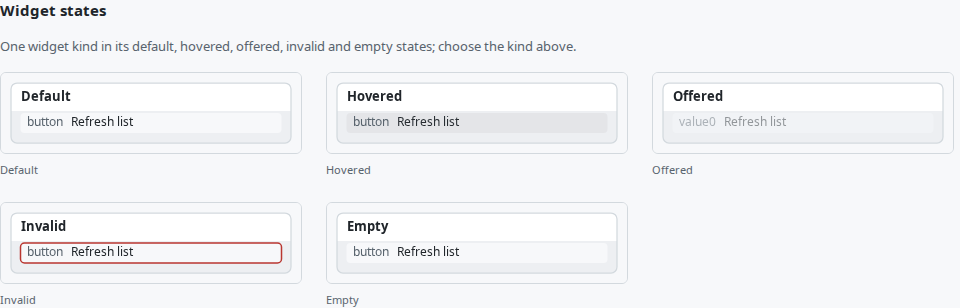 Widget states
One widget kind in its default, hovered, offered, invalid and empty states; choose the kind above.
Default
button Refresh list
Default
Hovered
button Refresh list
Hovered
Offered
value0 Refresh list
Offered
Invalid
button Refresh list
Invalid
Empty
button Refresh list
Empty